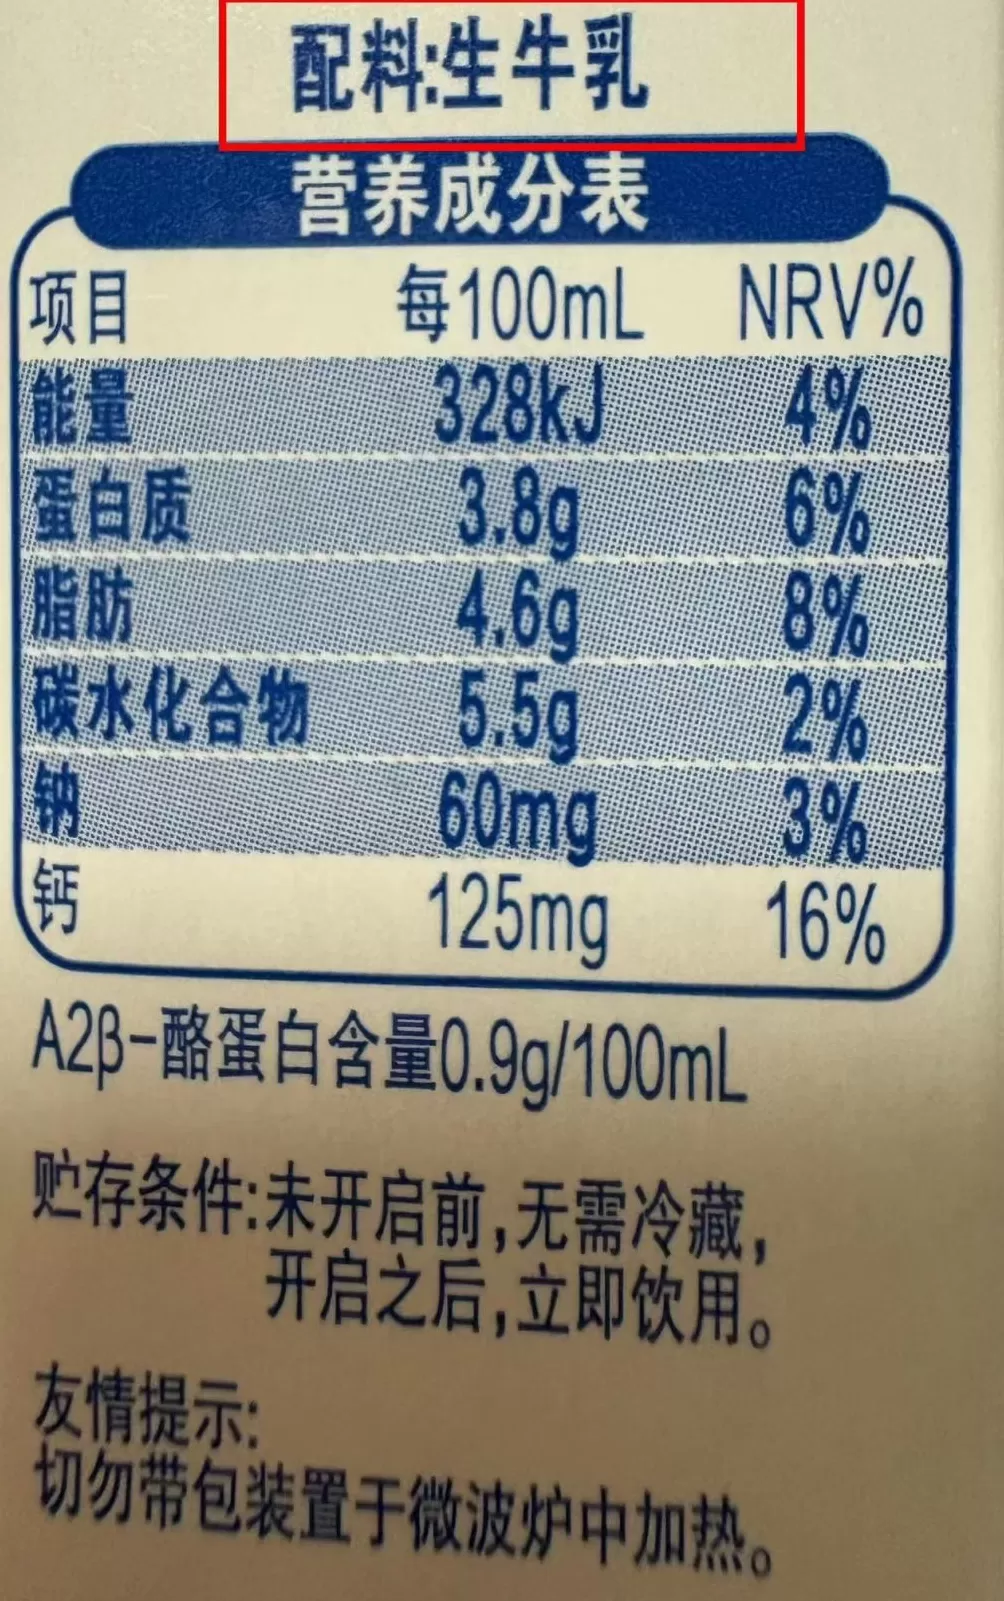 配料:生牛乳
营养成分表
项目 每100mL NRV%
能量 328kJ 4%
蛋白质 3.8g 6%
脂肪 4.6g 8%
碳水化合物 5.5g 2%
钠 60mg 3%
钙 125mg 16%
A2β-酪蛋白含量0.9g/100mL
贮存条件:未开启前,无需冷藏,
开启之后,立即饮用。
友情提示:
切勿带包装置于微波炉中加热。